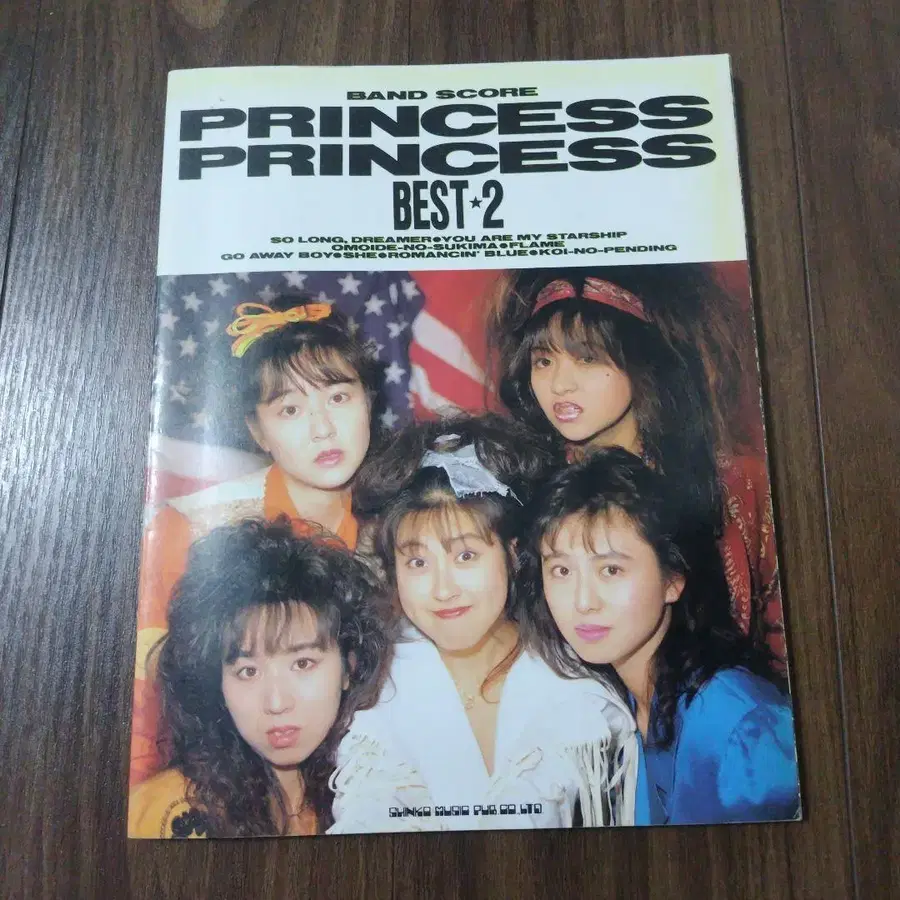 BAND SCORE
PRINCESS
PRINCESS
BEST★2
SO LONG, DREAMER●YOU ARE MY STARSHIP
OMOIDE-NO-SUKIMA●FLAME
GO AWAY BOY●SHE●ROMANCIN' BLUE●KOI-NO-PENDING
SHINKO MUSIC PUB.CO.,LTD.